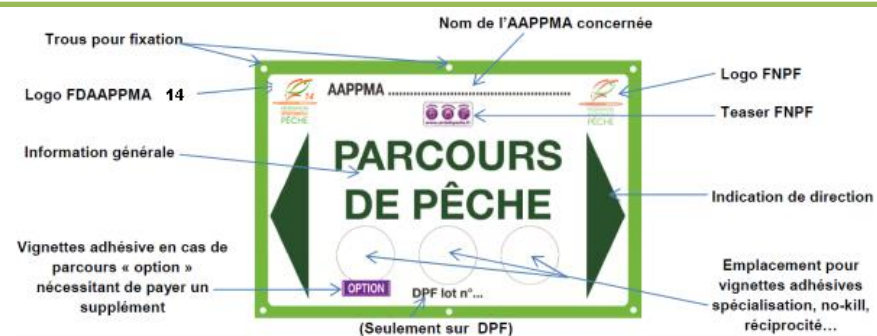 Nom de l'AAPPMA concernée
Trous pour fixation
Logo FDAAPPMA 14
Information générale
Vignettes adhésive en cas de
parcours « option »
nécessitant de payer un
supplément
14
PÊCHE
AAPPMA ................................................
PÊCHE
PARCOURS
DE PÊCHE
OPTION
DPF lot n°...
(Seulement sur DPF)
Logo FNPF
Teaser FNPF
Indication de direction
Emplacement pour
vignettes adhésives
spécialisation, no-kill,
réciprocité...